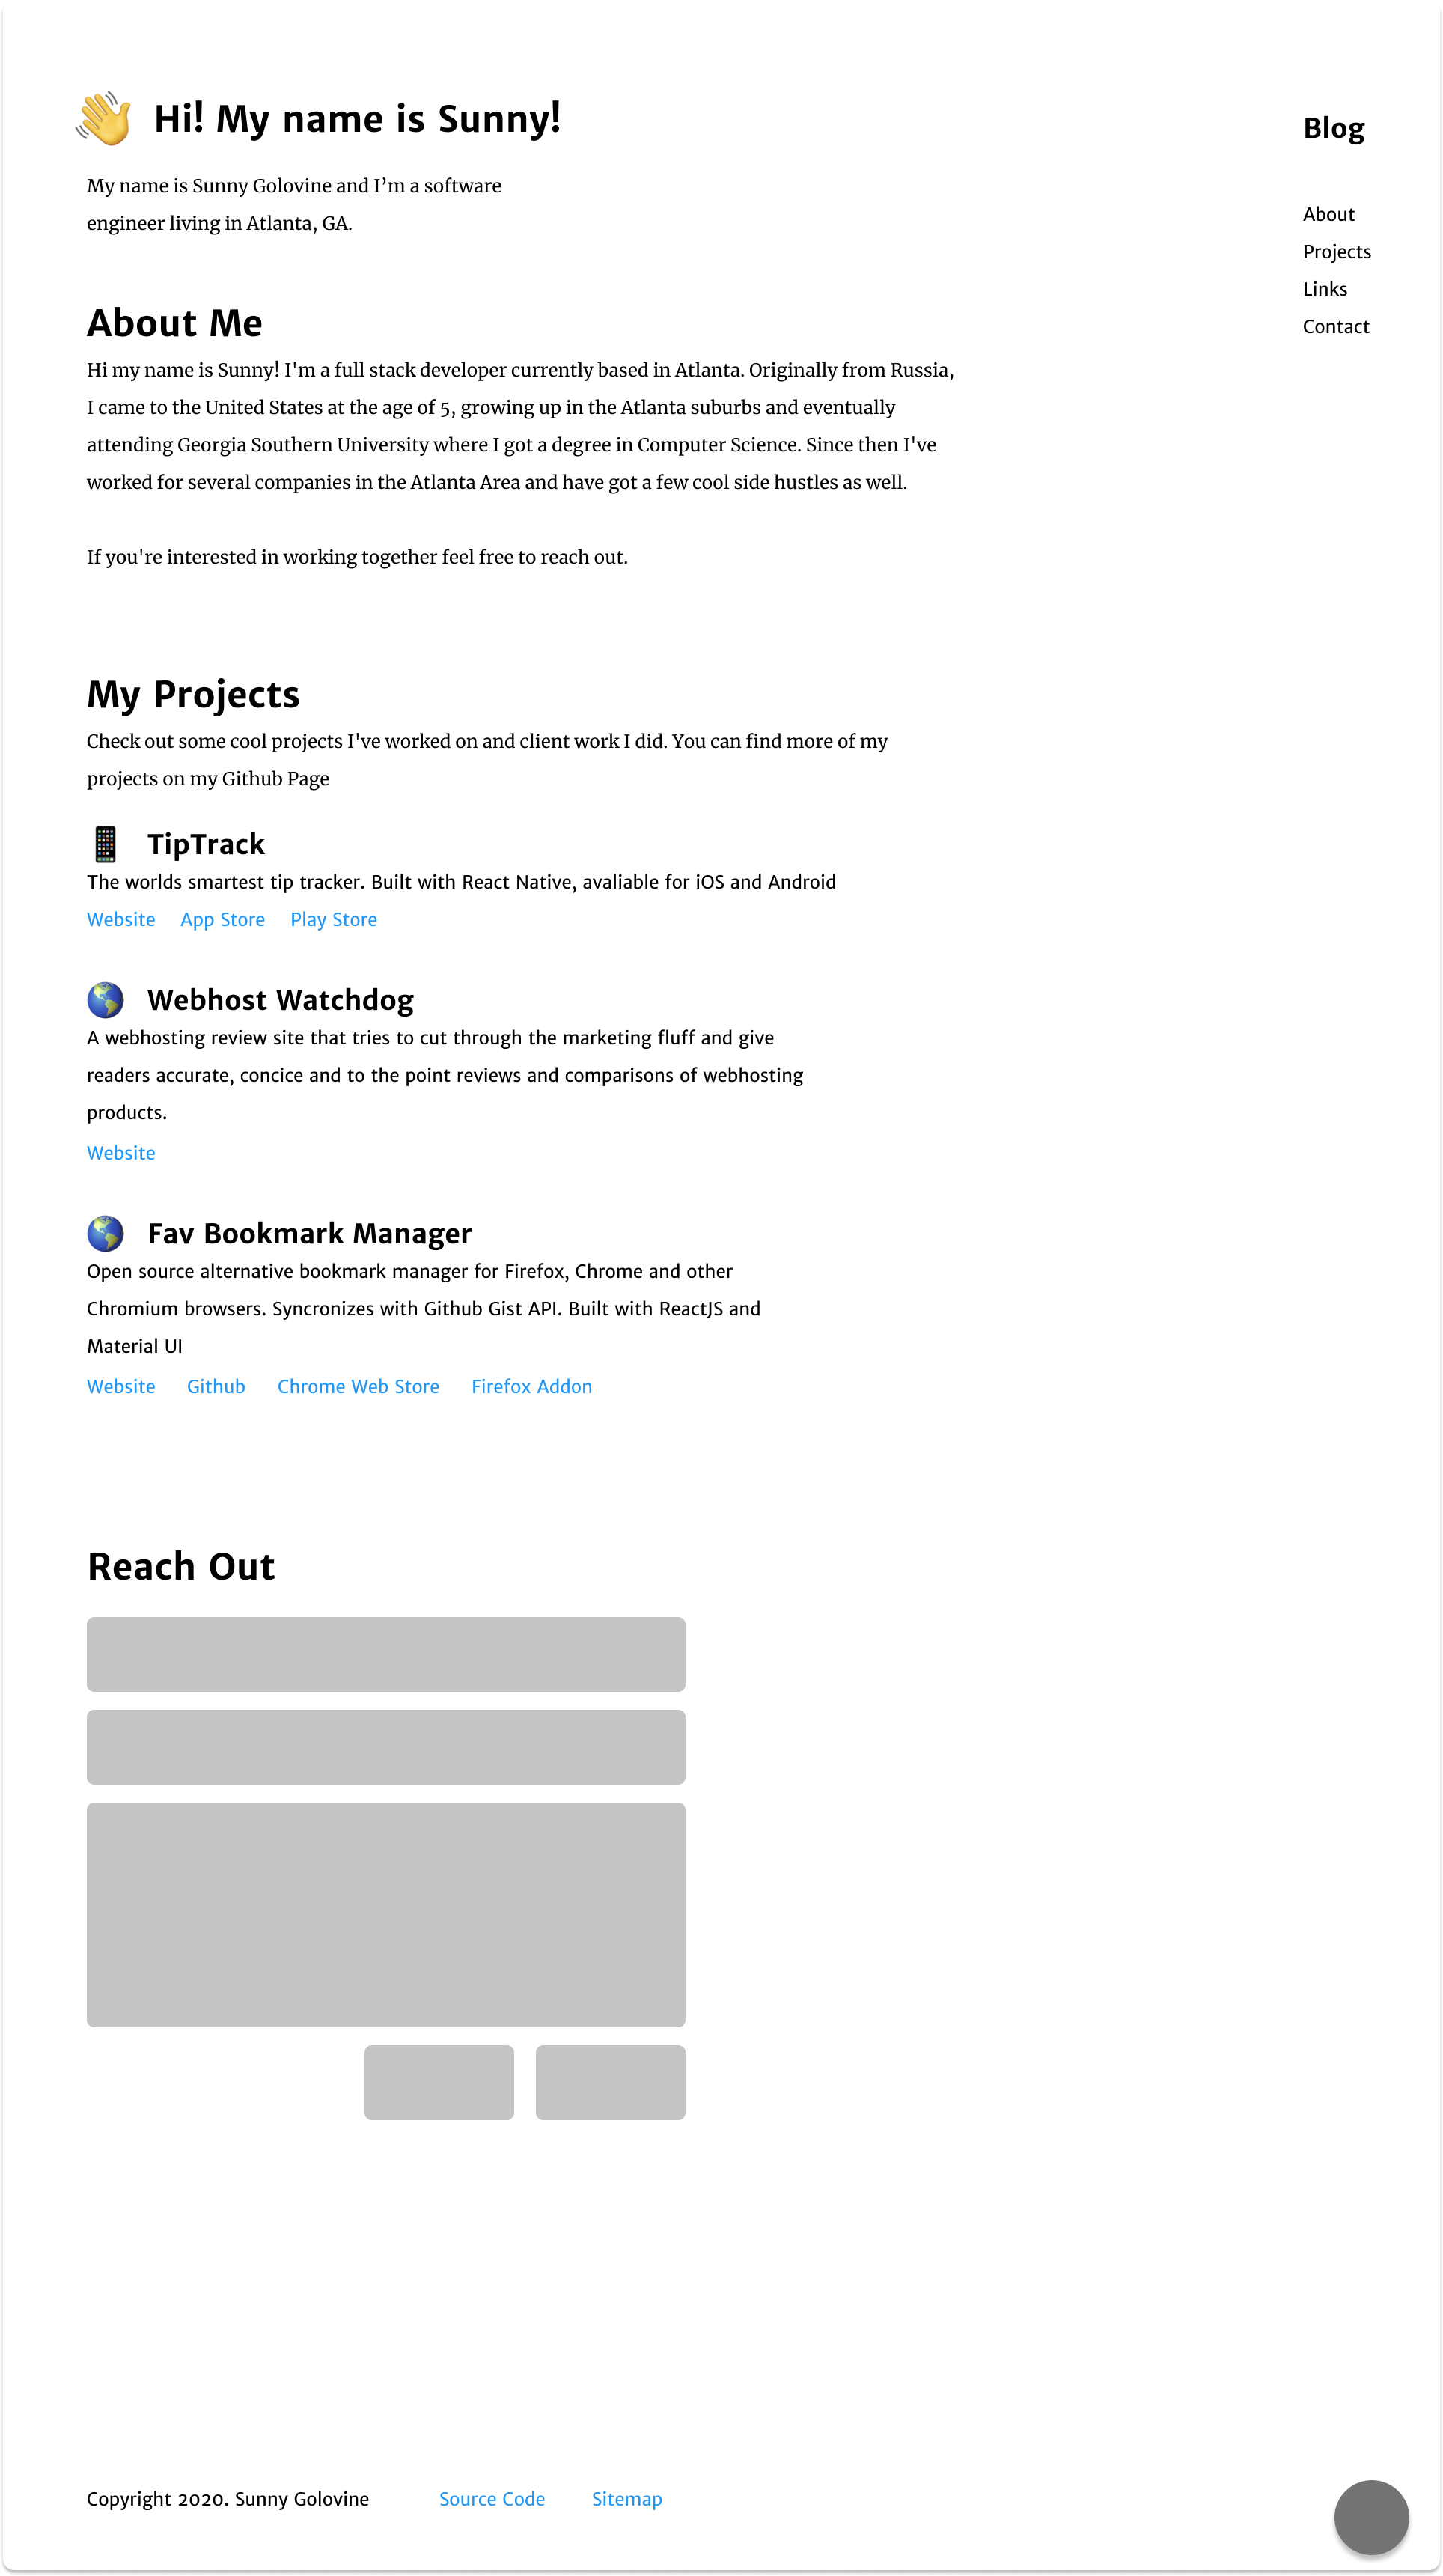 Hi! My name is Sunny!
My name is Sunny Golovine and I’m a software
engineer living in Atlanta, GA.
Blog
About
Projects
Links
Contact
About Me
Hi my name is Sunny! I'm a full stack developer currently based in Atlanta. Originally from Russia,
I came to the United States at the age of 5, growing up in the Atlanta suburbs and eventually
attending Georgia Southern University where I got a degree in Computer Science. Since then I've
worked for several companies in the Atlanta Area and have got a few cool side hustles as well.
If you're interested in working together feel free to reach out.
My Projects
Check out some cool projects I've worked on and client work I did. You can find more of my
projects on my Github Page
TipTrack
The worlds smartest tip tracker. Built with React Native, avaliable for iOS and Android
Website App Store Play Store
Webhost Watchdog
A webhosting review site that tries to cut through the marketing fluff and give
readers accurate, concice and to the point reviews and comparisons of webhosting
products.
Website
Fav Bookmark Manager
Open source alternative bookmark manager for Firefox, Chrome and other
Chromium browsers. Syncronizes with Github Gist API. Built with ReactJS and
Material UI
Website Github Chrome Web Store Firefox Addon
Reach Out
Copyright 2020. Sunny Golovine Source Code Sitemap